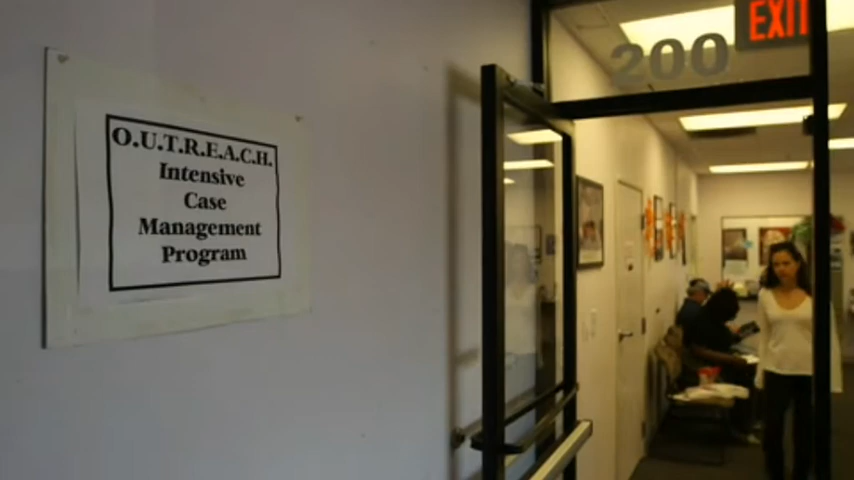 O.U.T.R.E.A.C.H.
Intensive
Case
Management
Program
200
EXIT